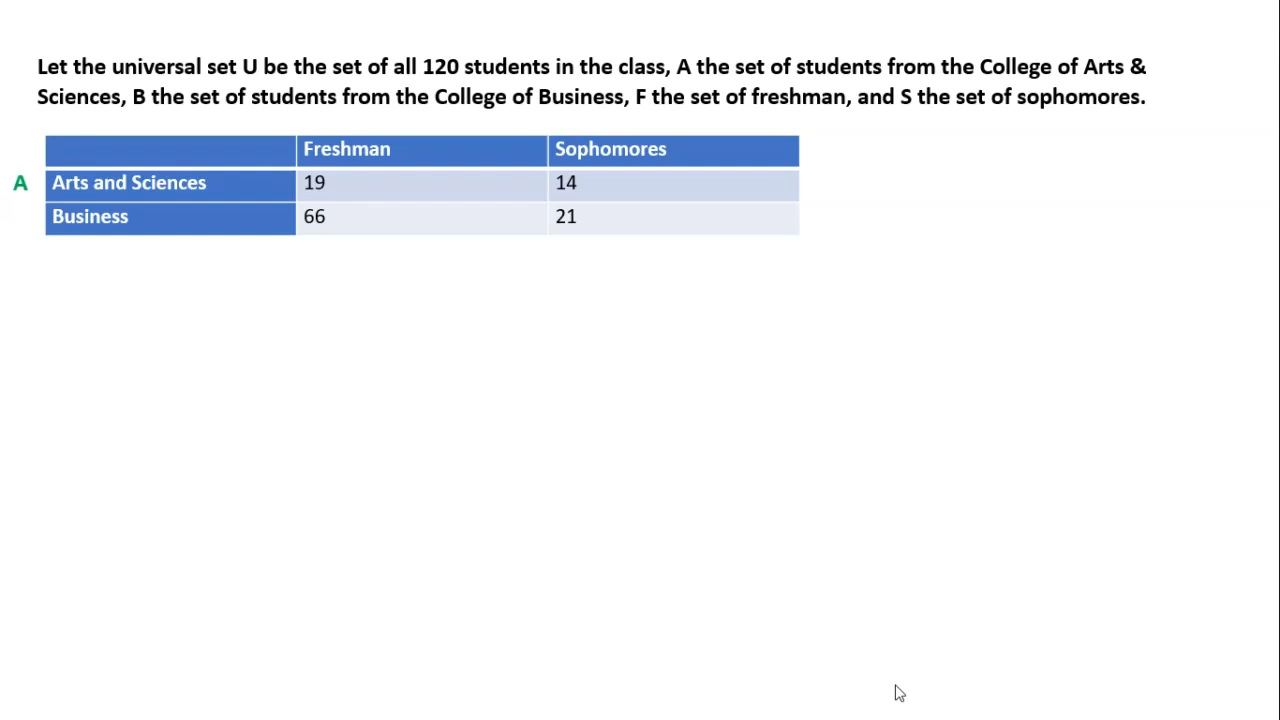 Let the universal set U be the set of all 120 students in the class, A the set of students from the College of Arts &
Sciences, B the set of students from the College of Business, F the set of freshman, and S the set of sophomores.
Freshman Sophomores
A Arts and Sciences 19 14
Business 66 21